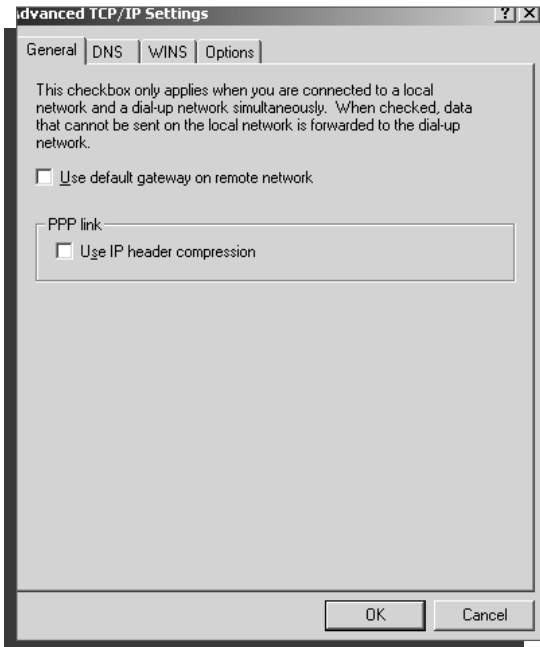 Advanced TCP/IP Settings
General DNS WINS Options
This checkbox only applies when you are connected to a local
network and a dial-up network simultaneously. When checked, data
that cannot be sent on the local network is forwarded to the dial-up
network.
Use default gateway on remote network
PPP link
Use IP header compression
OK Cancel